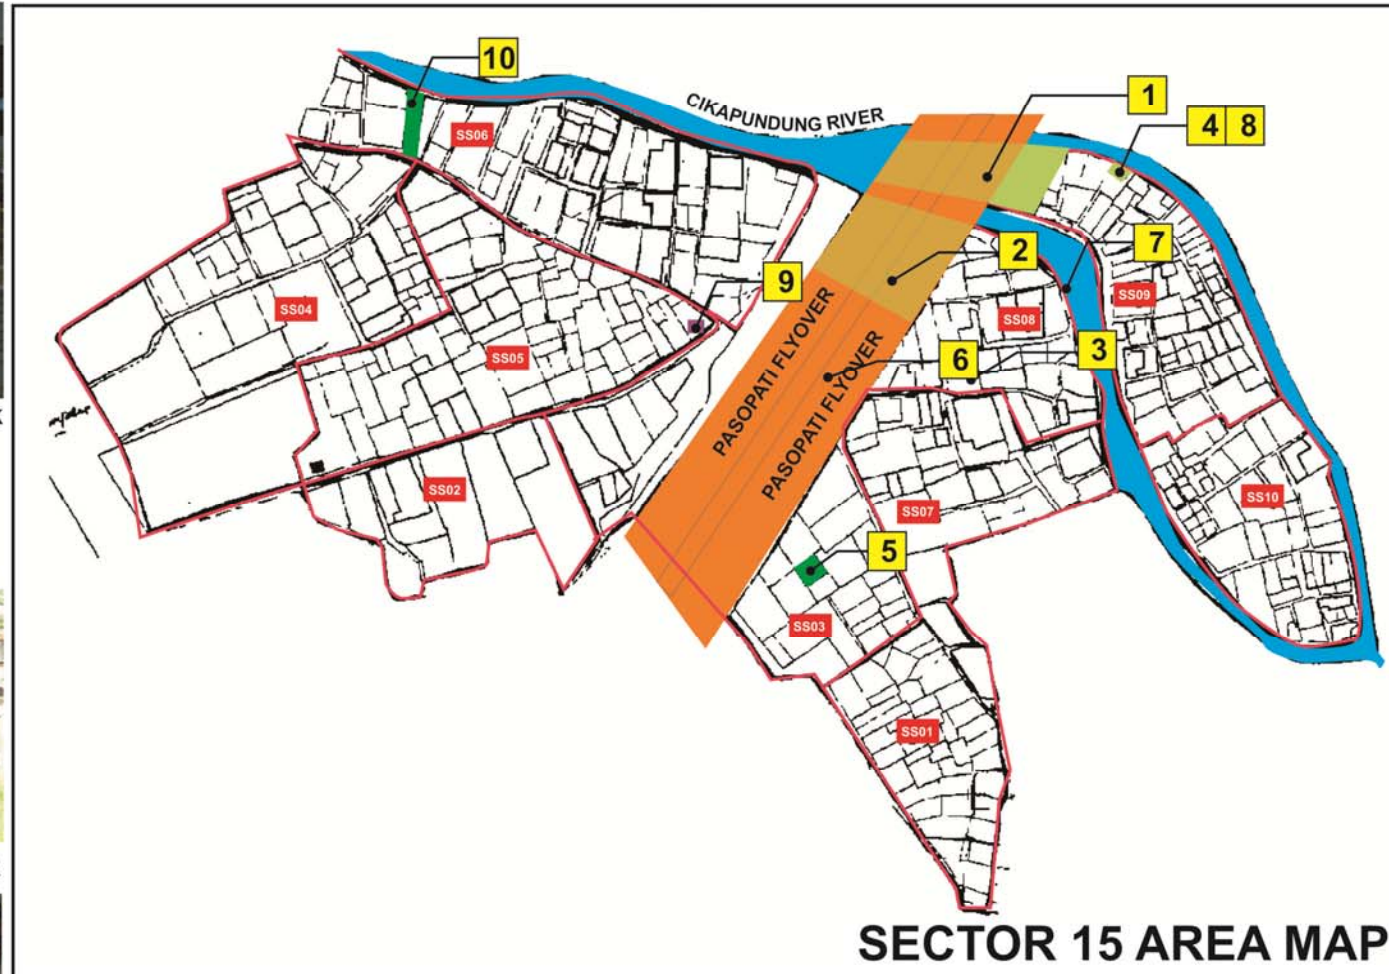 10
CIKAPUNDUNG RIVER
1
4 8
SS06
2
7
9
SS09
SS04
SS08
PASOPATI FLYOVER
PASOPATI FLYOVER
6
3
SS05
SS02
SS10
SS07
5
SS03
SS01
SECTOR 15 AREA MAP